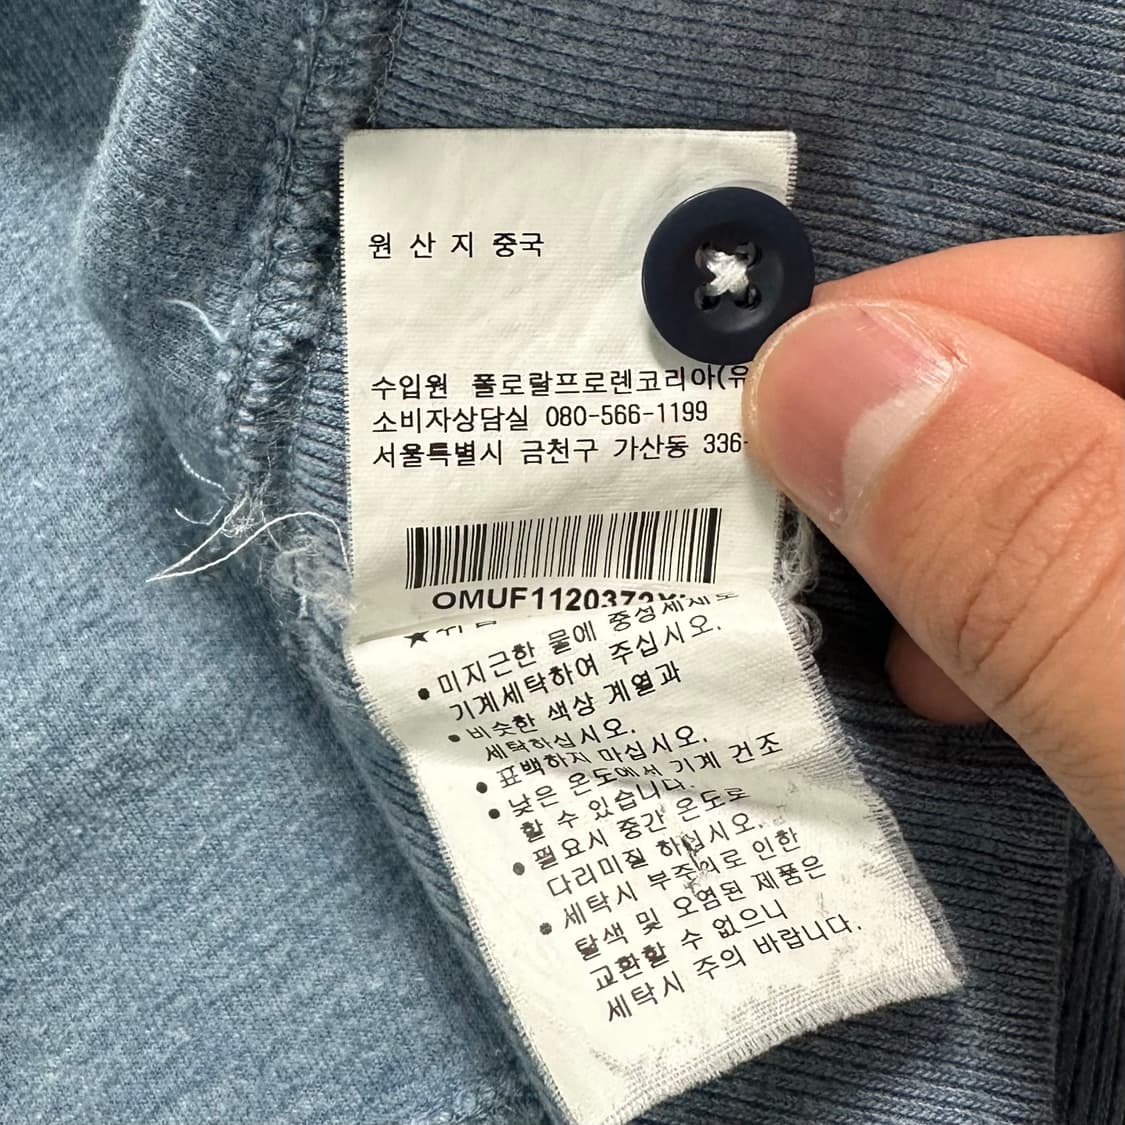 원 산 지 중국
수입원 폴로랄프로렌코리아(유
소비자상담실 080-566-1199
서울특별시 금천구 가산동 336-
★취급 중성세제로
• 미지근한 물에
기계세탁하여 주십시오.
• 비슷한 색상 계열과
세탁하십시오.
• 표백하지 마십시오.
• 낮은 온도에서 기계 건조
할 수 있습니다.
• 필요시 중간 온도로
다리미질 하십시오.
• 세탁시 부주의로 인한
탈색 및 오염된 제품은
교환할 수 없으니
세탁시 주의 바랍니다.